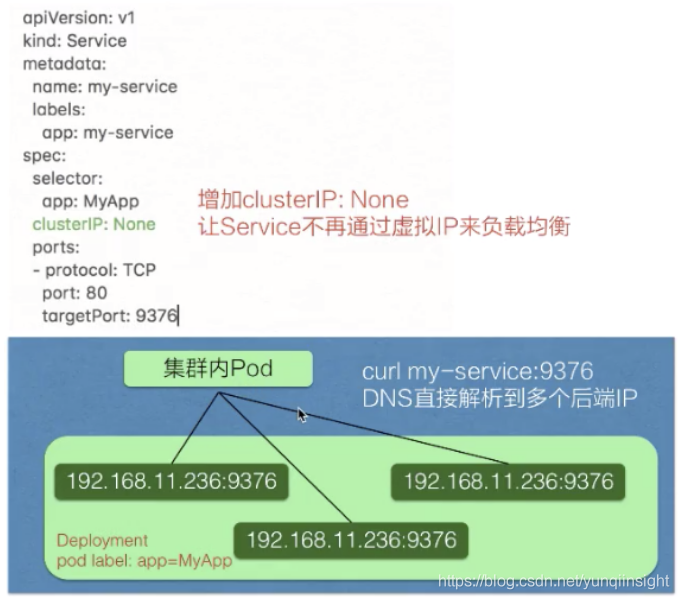 apiVersion: v1
kind: Service
metadata:
  name: my-service
  labels:
    app: my-service
spec:
  selector:
    app: MyApp
  clusterIP: None
  ports:
  - protocol: TCP
    port: 80
    targetPort: 9376
增加clusterIP: None
让Service不再通过虚拟IP来负载均衡
集群内Pod
curl my-service:9376
DNS直接解析到多个后端IP
192.168.11.236:9376
192.168.11.236:9376
192.168.11.236:9376
Deployment
pod label: app=MyApp
https://blog.csdn.net/yunqiinsight